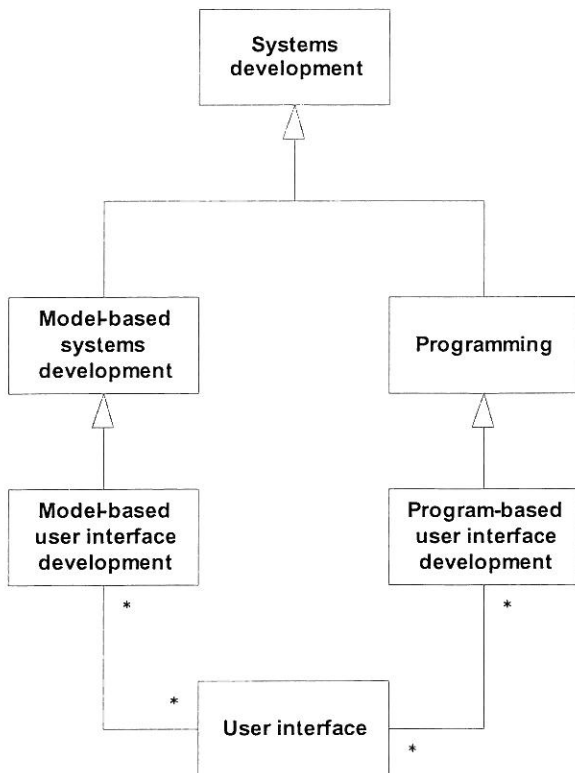 Systems
development
Model-based
systems
development
Programming
Model-based
user interface
development
Program-based
user interface
development
*
*
*
User interface
*